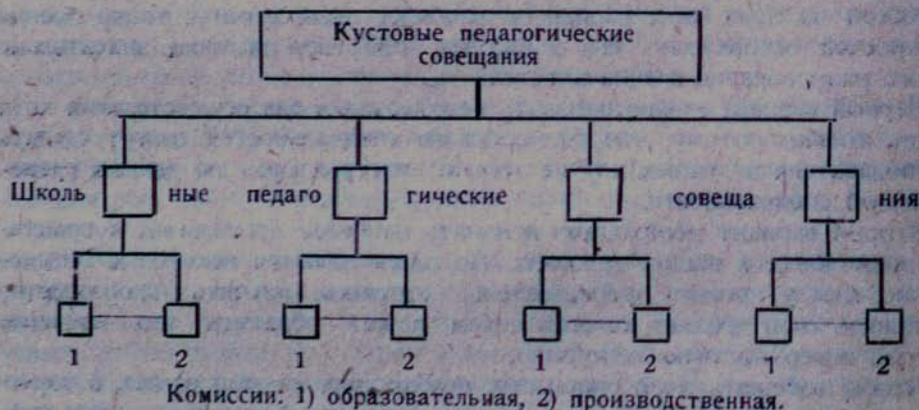 Кустовые педагогические
совещания
Школь ные педаго гические совеща ния
1 2 1 2 1 2 1 2
Комиссии: 1) образовательная, 2) производственная.